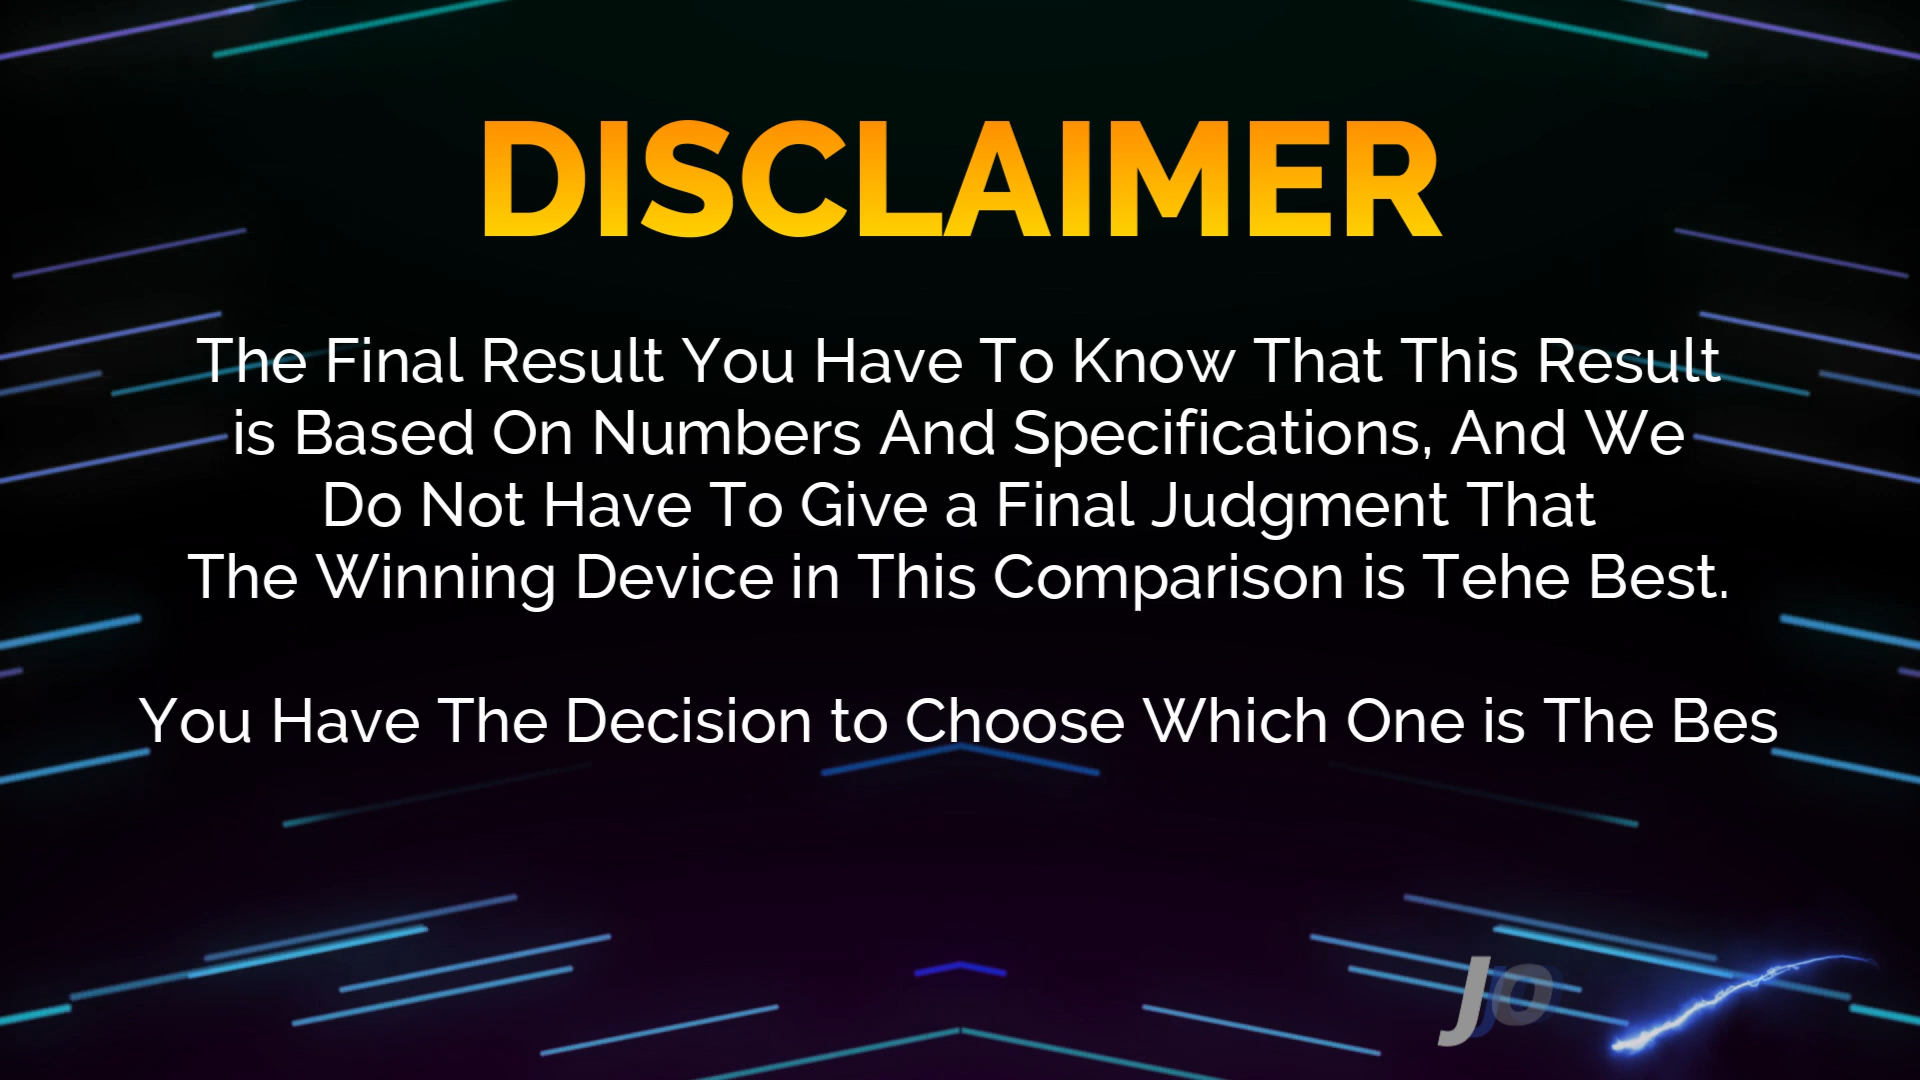 DISCLAIMER
The Final Result You Have To Know That This Result
is Based On Numbers And Specifications, And We
Do Not Have To Give a Final Judgment That
The Winning Device in This Comparison is Tehe Best.
You Have The Decision to Choose Which One is The Bes
Jo